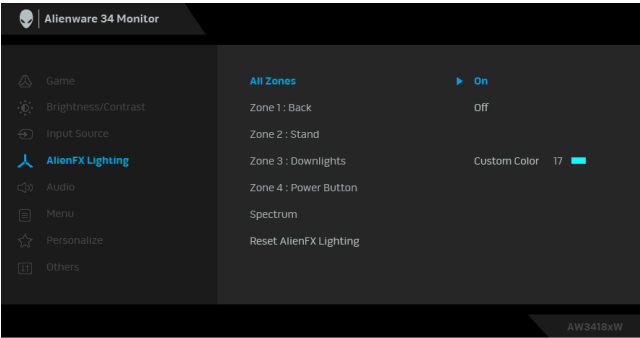 Alienware 34 Monitor
Game
Brightness/Contrast
Input Source
AlienFX Lighting
Audio
Menu
Personalize
Others
All Zones
Zone 1 : Back
Zone 2 : Stand
Zone 3 : Downlights
Zone 4 : Power Button
Spectrum
Reset AlienFX Lighting
On
Off
Custom Color 17
AW3418xW